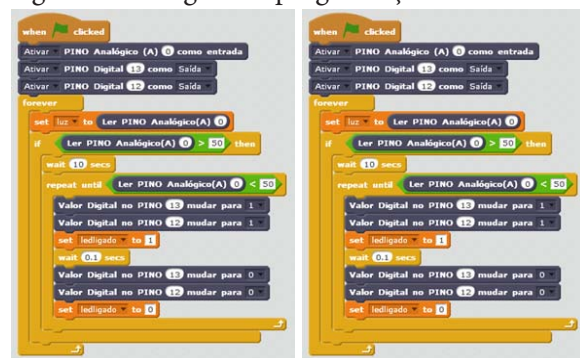 when clicked
Ativar PINO Analógico (A) 0 como entrada
Ativar PINO Digital 13 como Saída
Ativar PINO Digital 12 como Saída
forever
set luz to Ler PINO Analógico(A) 0
if Ler PINO Analógico(A) 0 > 50 then
wait 10 secs
repeat until Ler PINO Analógico(A) 0 < 50
Valor Digital no PINO 13 mudar para 1
Valor Digital no PINO 12 mudar para 1
set ledligado to 1
wait 0.1 secs
Valor Digital no PINO 13 mudar para 0
Valor Digital no PINO 12 mudar para 0
set ledligado to 0
when clicked
Ativar PINO Analógico (A) 0 como entrada
Ativar PINO Digital 13 como Saída
Ativar PINO Digital 12 como Saída
forever
set luz to Ler PINO Analógico(A) 0
if Ler PINO Analógico(A) 0 > 50 then
wait 10 secs
repeat until Ler PINO Analógico(A) 0 < 50
Valor Digital no PINO 13 mudar para 1
Valor Digital no PINO 12 mudar para 1
set ledligado to 1
wait 0.1 secs
Valor Digital no PINO 13 mudar para 0
Valor Digital no PINO 12 mudar para 0
set ledligado to 0